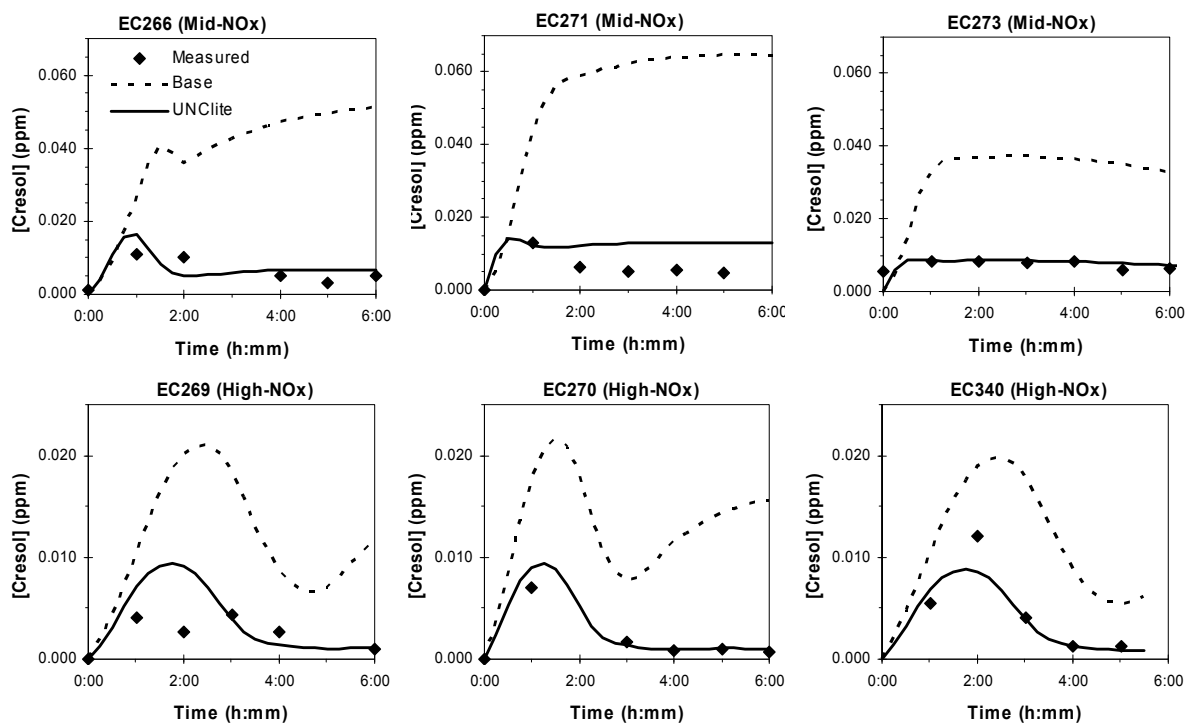 EC266 (Mid-NOx)
EC271 (Mid-NOx)
EC273 (Mid-NOx)
Measured
Base
UNClite
[Cresol] (ppm)
0.060
0.040
0.020
0.000
0:00 2:00 4:00 6:00
Time (h:mm)
[Cresol] (ppm)
0.060
0.040
0.020
0.000
0:00 2:00 4:00 6:00
Time (h:mm)
[Cresol] (ppm)
0.060
0.040
0.020
0.000
0:00 2:00 4:00 6:00
Time (h:mm)
EC269 (High-NOx)
EC270 (High-NOx)
EC340 (High-NOx)
[Cresol] (ppm)
0.020
0.010
0.000
0:00 2:00 4:00 6:00
Time (h:mm)
[Cresol] (ppm)
0.020
0.010
0.000
0:00 2:00 4:00 6:00
Time (h:mm)
[Cresol] (ppm)
0.020
0.010
0.000
0:00 2:00 4:00 6:00
Time (h:mm)